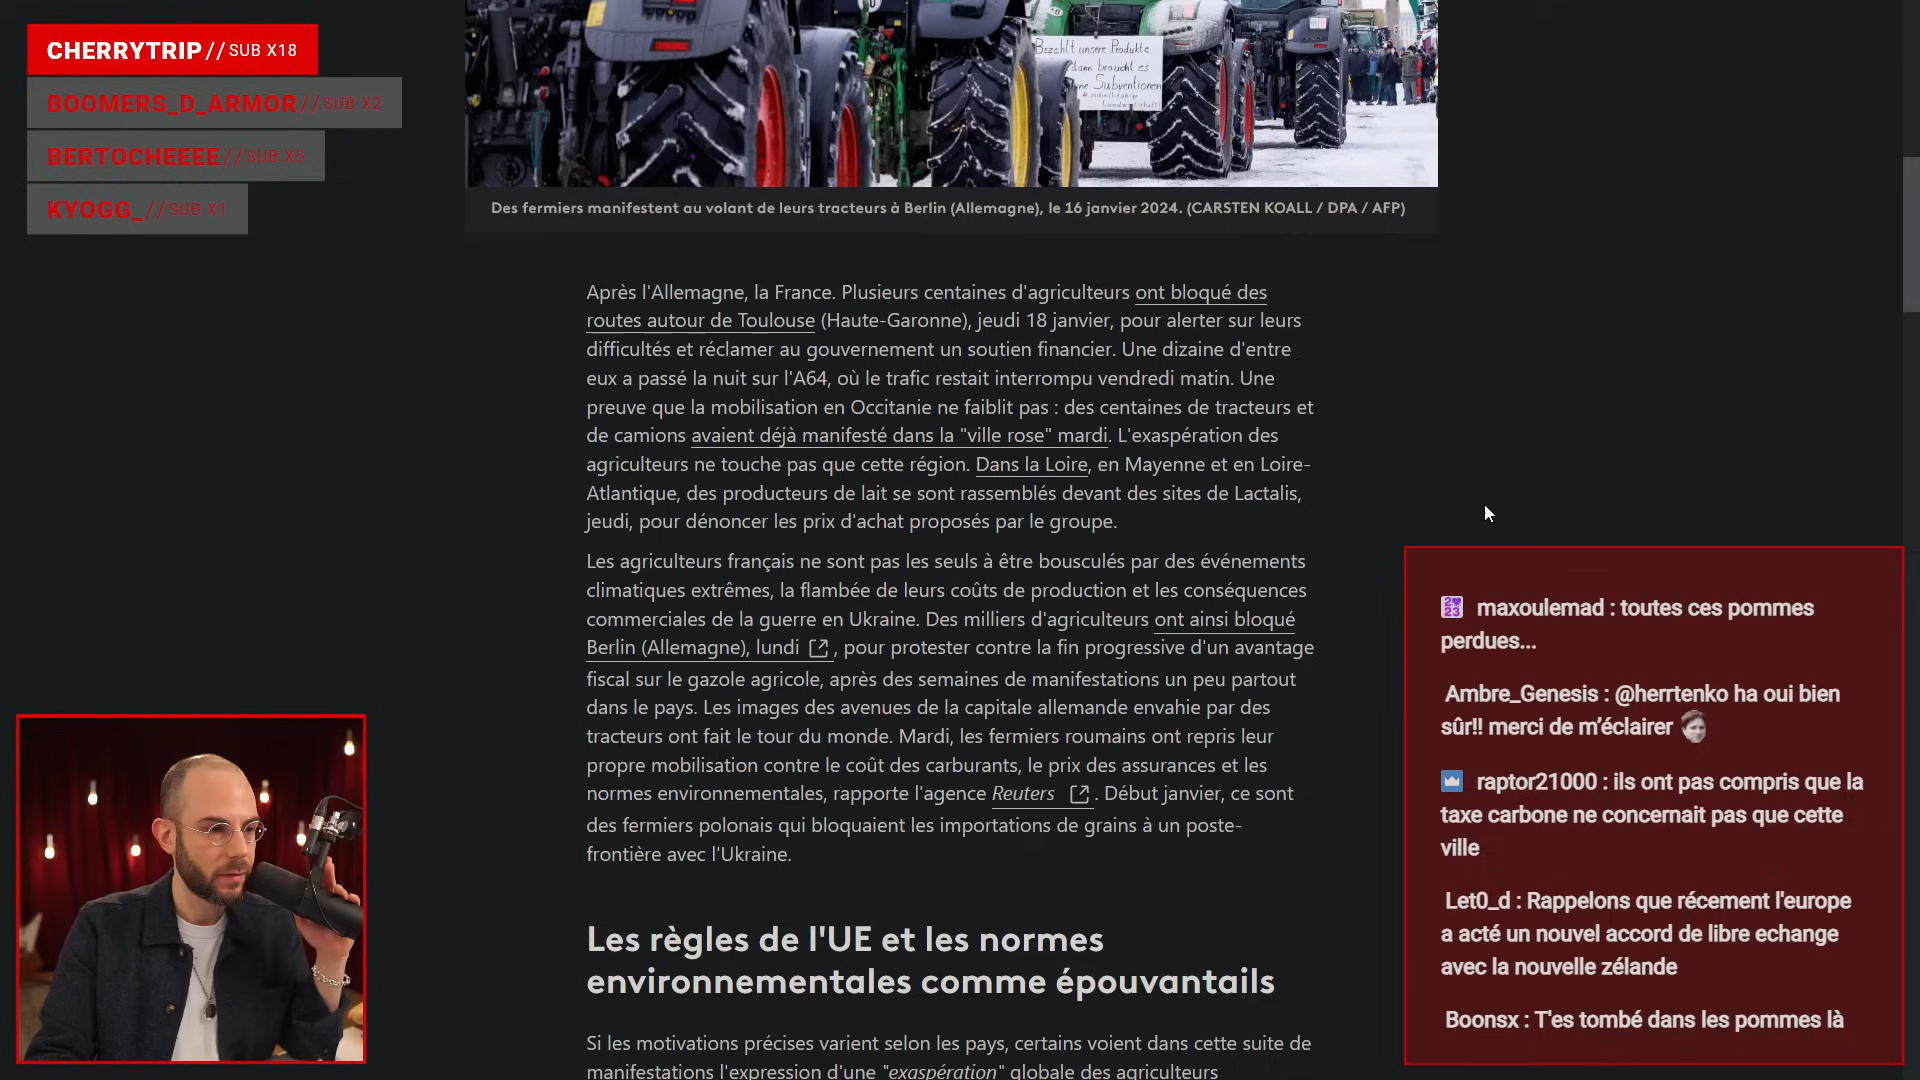 CHERRYTRIP // SUB X18
BOOMERS_D_ARMOR // SUB X2
BERTOCHEEEE // SUB X5
KYOGG_ // SUB X1
Bezahlt unsere Produkte
dann braucht es
Subventionen
Des fermiers manifestent au volant de leurs tracteurs à Berlin (Allemagne), le 16 janvier 2024. (CARSTEN KOALL / DPA / AFP)
Après l'Allemagne, la France. Plusieurs centaines d'agriculteurs ont bloqué des
routes autour de Toulouse (Haute-Garonne), jeudi 18 janvier, pour alerter sur leurs
difficultés et réclamer au gouvernement un soutien financier. Une dizaine d'entre
eux a passé la nuit sur l'A64, où le trafic restait interrompu vendredi matin. Une
preuve que la mobilisation en Occitanie ne faiblit pas : des centaines de tracteurs et
de camions avaient déjà manifesté dans la "ville rose" mardi. L'exaspération des
agriculteurs ne touche pas que cette région. Dans la Loire, en Mayenne et en Loire-
Atlantique, des producteurs de lait se sont rassemblés devant des sites de Lactalis,
jeudi, pour dénoncer les prix d'achat proposés par le groupe.
Les agriculteurs français ne sont pas les seuls à être bousculés par des événements
climatiques extrêmes, la flambée de leurs coûts de production et les conséquences
commerciales de la guerre en Ukraine. Des milliers d'agriculteurs ont ainsi bloqué
Berlin (Allemagne), lundi , pour protester contre la fin progressive d'un avantage
fiscal sur le gazole agricole, après des semaines de manifestations un peu partout
dans le pays. Les images des avenues de la capitale allemande envahie par des
tracteurs ont fait le tour du monde. Mardi, les fermiers roumains ont repris leur
propre mobilisation contre le coût des carburants, le prix des assurances et les
normes environnementales, rapporte l'agence Reuters . Début janvier, ce sont
des fermiers polonais qui bloquaient les importations de grains à un poste-
frontière avec l'Ukraine.
Les règles de l'UE et les normes
environnementales comme épouvantails
Si les motivations précises varient selon les pays, certains voient dans cette suite de
manifestations l'expression d'une "exaspération" globale des agriculteurs
maxoulemad : toutes ces pommes
perdues...
Ambre_Genesis : @herrtenko ha oui bien
sûr!! merci de m'éclairer
raptor21000 : ils ont pas compris que la
taxe carbone ne concernait pas que cette
ville
Let0_d : Rappelons que récement l'europe
a acté un nouvel accord de libre echange
avec la nouvelle zélande
Boonsx : T'es tombé dans les pommes là